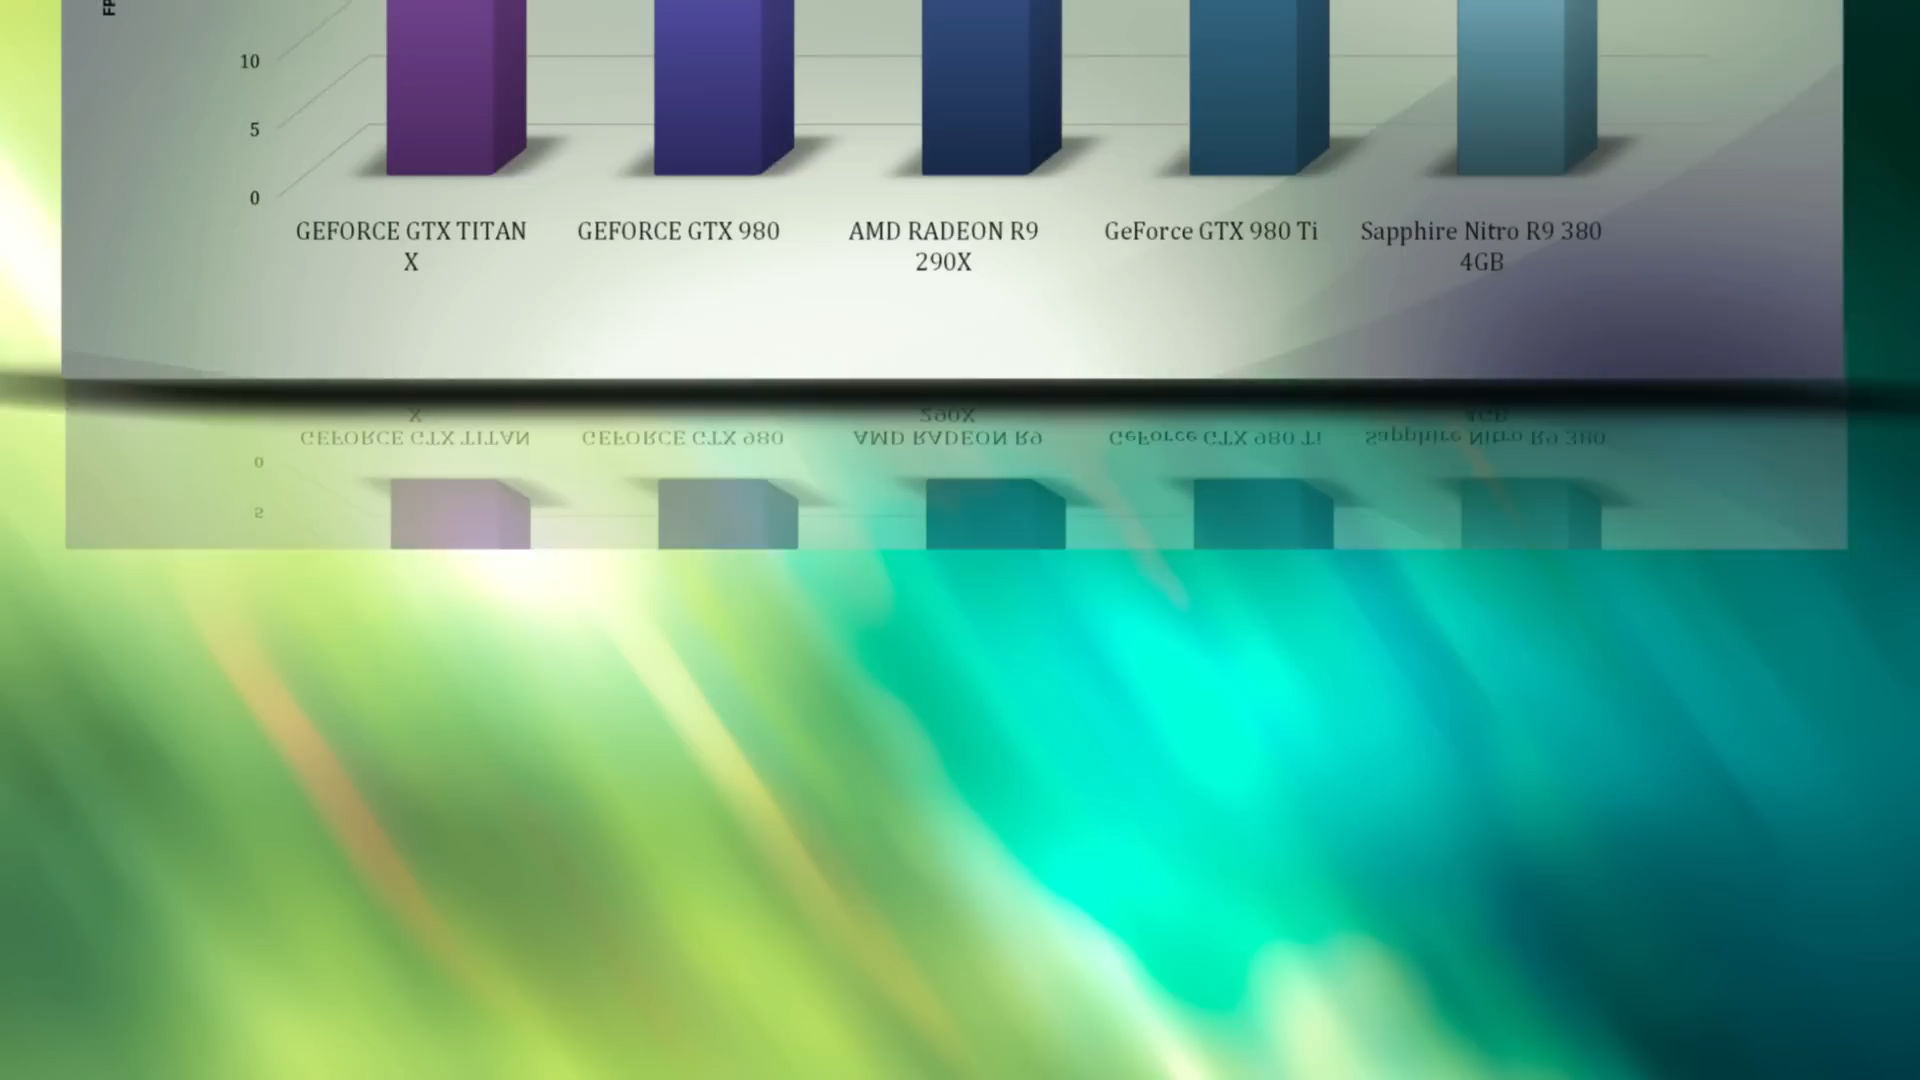 10
5
0
GEFORCE GTX TITAN
X
GEFORCE GTX 980
AMD RADEON R9
290X
GeForce GTX 980 Ti
Sapphire Nitro R9 380
4GB